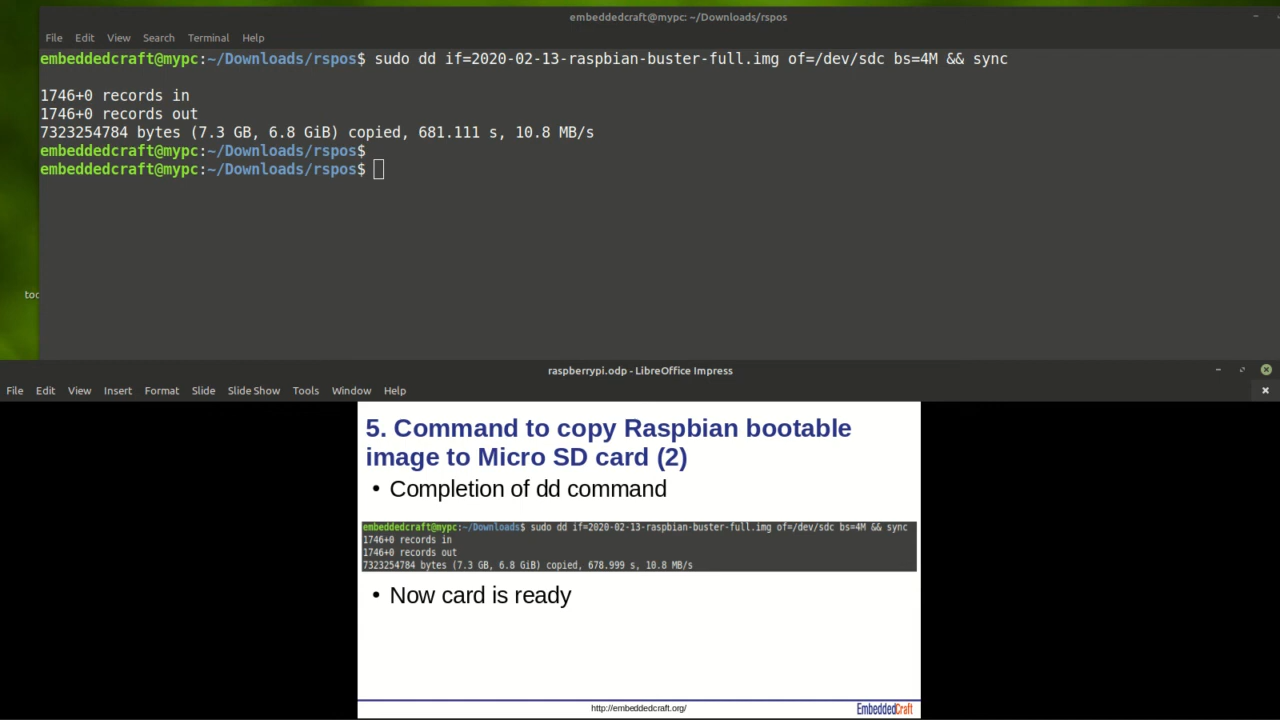 embeddedcraft@mypc: ~/Downloads/rspos
File Edit View Search Terminal Help
embeddedcraft@mypc:~/Downloads/rspos$ sudo dd if=2020-02-13-raspbian-buster-full.img of=/dev/sdc bs=4M && sync
1746+0 records in
1746+0 records out
7323254784 bytes (7.3 GB, 6.8 GiB) copied, 681.111 s, 10.8 MB/s
embeddedcraft@mypc:~/Downloads/rspos$
embeddedcraft@mypc:~/Downloads/rspos$
raspberrypi.odp - LibreOffice Impress
File Edit View Insert Format Slide Slide Show Tools Window Help
5. Command to copy Raspbian bootable
image to Micro SD card (2)
• Completion of dd command
embeddedcraft@mypc:~/Downloads$ sudo dd if=2020-02-13-raspbian-buster-full.img of=/dev/sdc bs=4M && sync
1746+0 records in
1746+0 records out
7323254784 bytes (7.3 GB, 6.8 GiB) copied, 678.999 s, 10.8 MB/s
• Now card is ready
http://embeddedcraft.org/
EmbeddedCraft